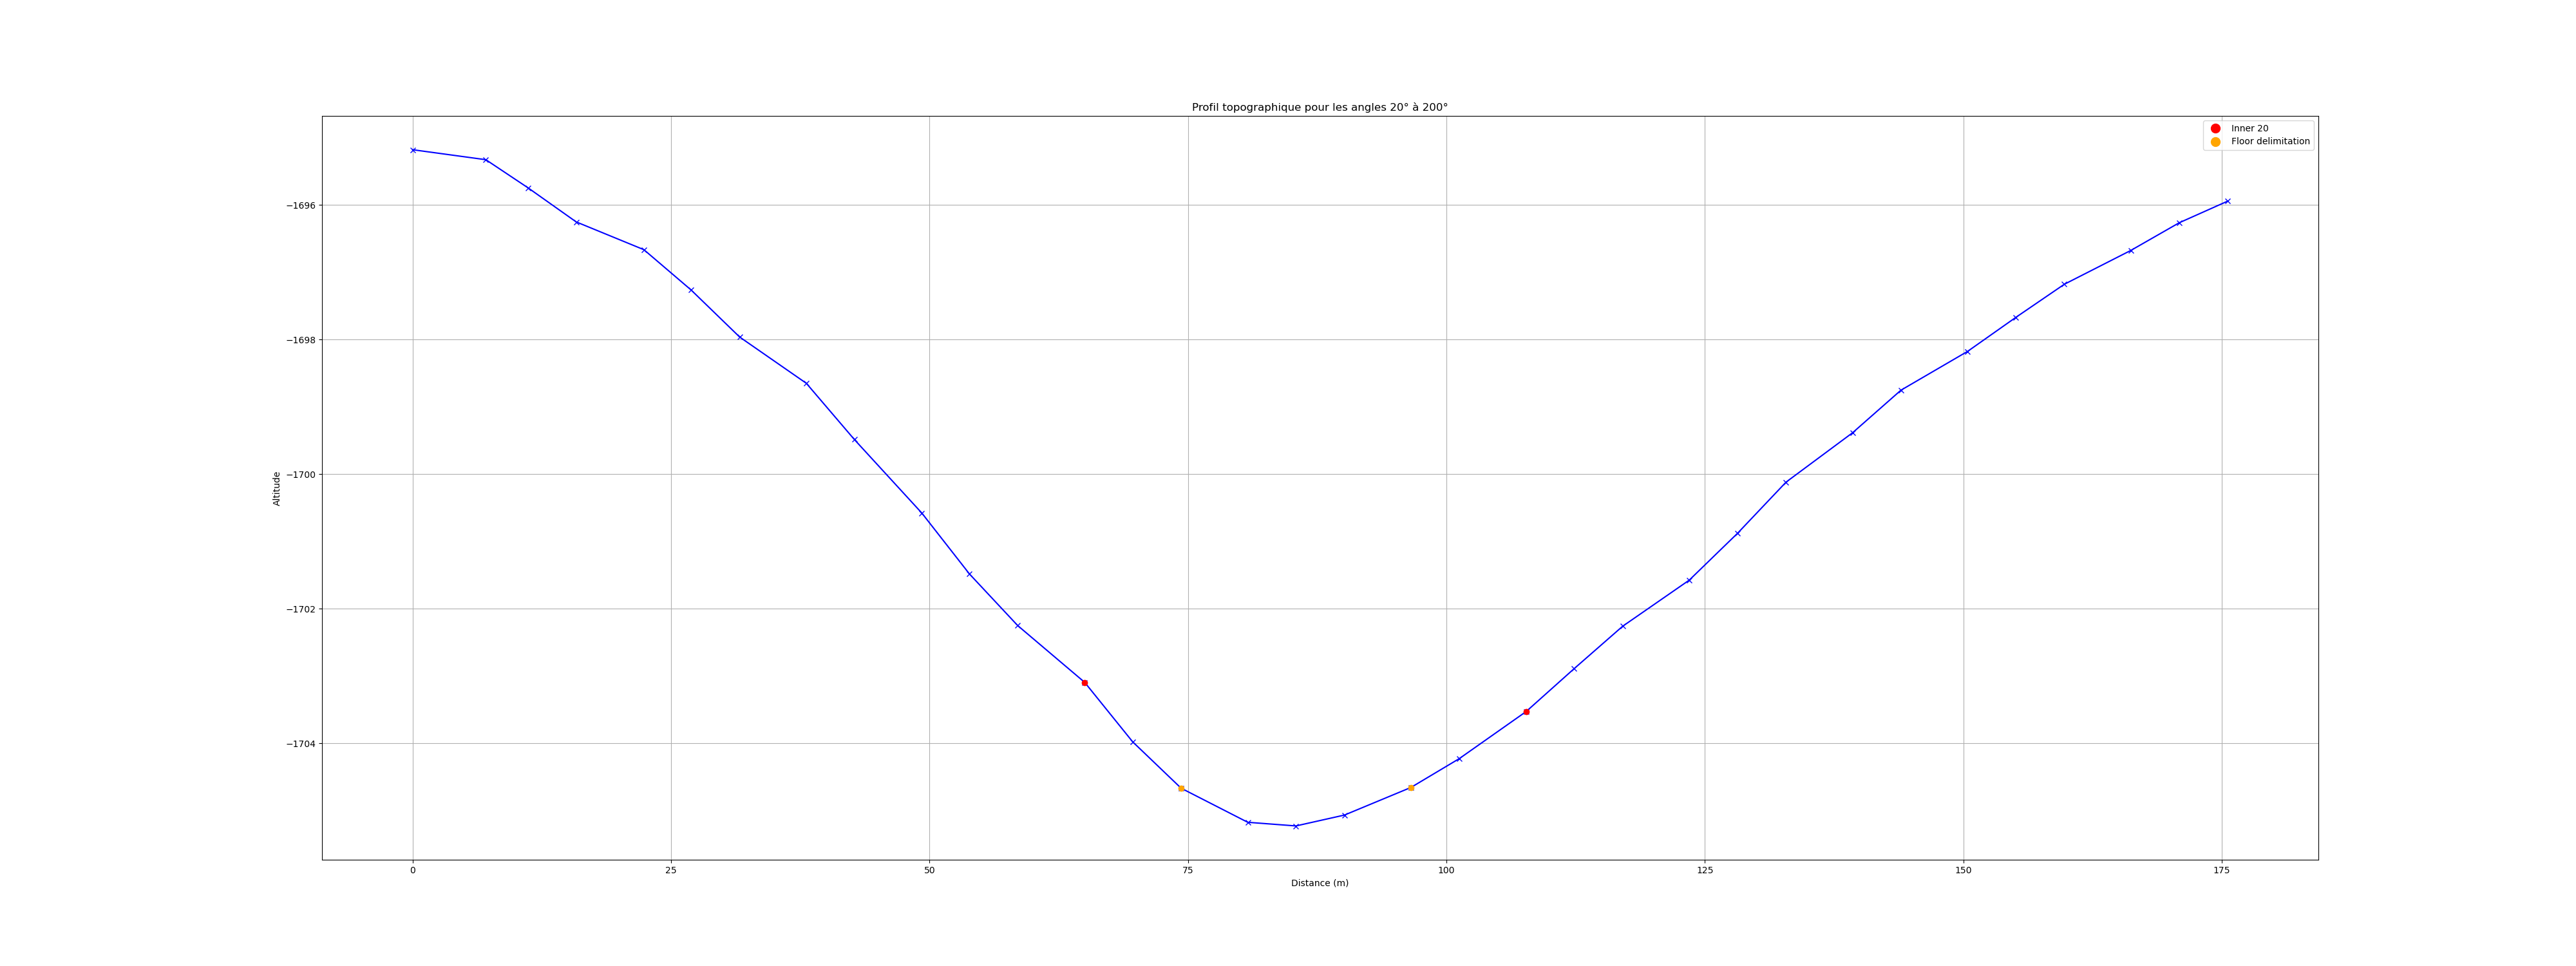 Profil topographique pour les angles 20° à 200°
Inner 20
Floor delimitation
−1696
−1698
−1700
−1702
−1704
Altitude
0 25 50 75 100 125 150 175
Distance (m)